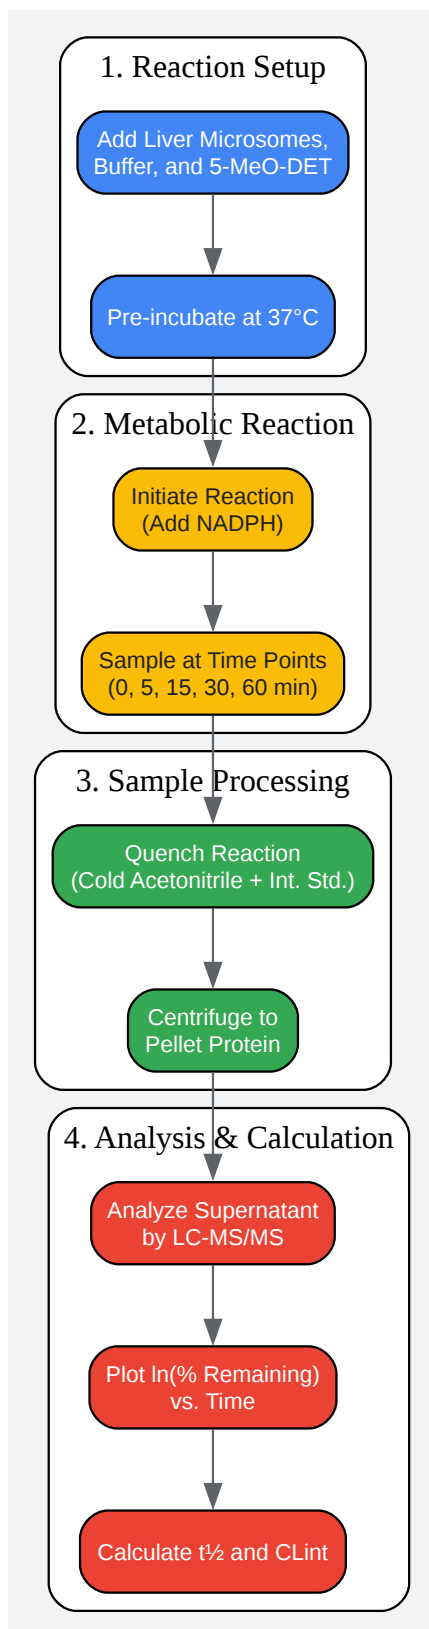 1. Reaction Setup
Add Liver Microsomes,
Buffer, and 5-MeO-DET
Pre-incubate at 37°C
2. Metabolic Reaction
Initiate Reaction
(Add NADPH)
Sample at Time Points
(0, 5, 15, 30, 60 min)
3. Sample Processing
Quench Reaction
(Cold Acetonitrile + Int. Std.)
Centrifuge to
Pellet Protein
4. Analysis & Calculation
Analyze Supernatant
by LC-MS/MS
Plot ln(% Remaining)
vs. Time
Calculate t½ and CLint